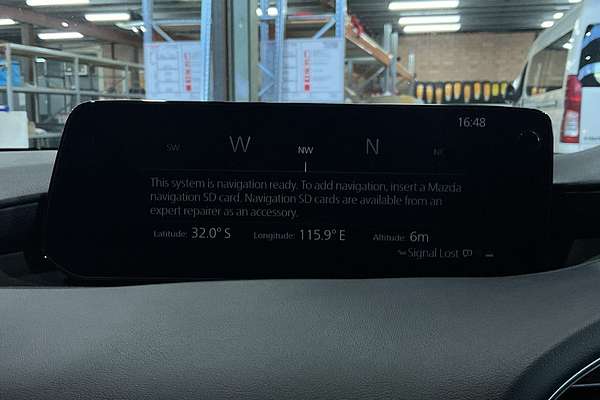 16:48
SW W NW N NE
This system is navigation ready. To add navigation, insert a Mazda
navigation SD card. Navigation SD cards are available from an
expert repairer as an accessory.
Latitude: 32.0° S Longitude: 115.9° E Altitude: 6m
Signal Lost